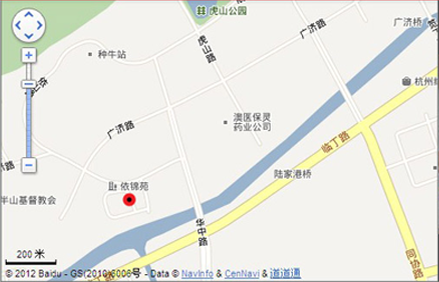 虎山公园
广济桥
虎山路
广济路
种牛站
杭州
澳医保灵
药业公司
广济路
临丁路
陆家港桥
依锦苑
半山基督教会
华中路
同协路
200 米
© 2012 Baidu - GS(2010)6006号 - Data © NavInfo & CenNavi & 道道通